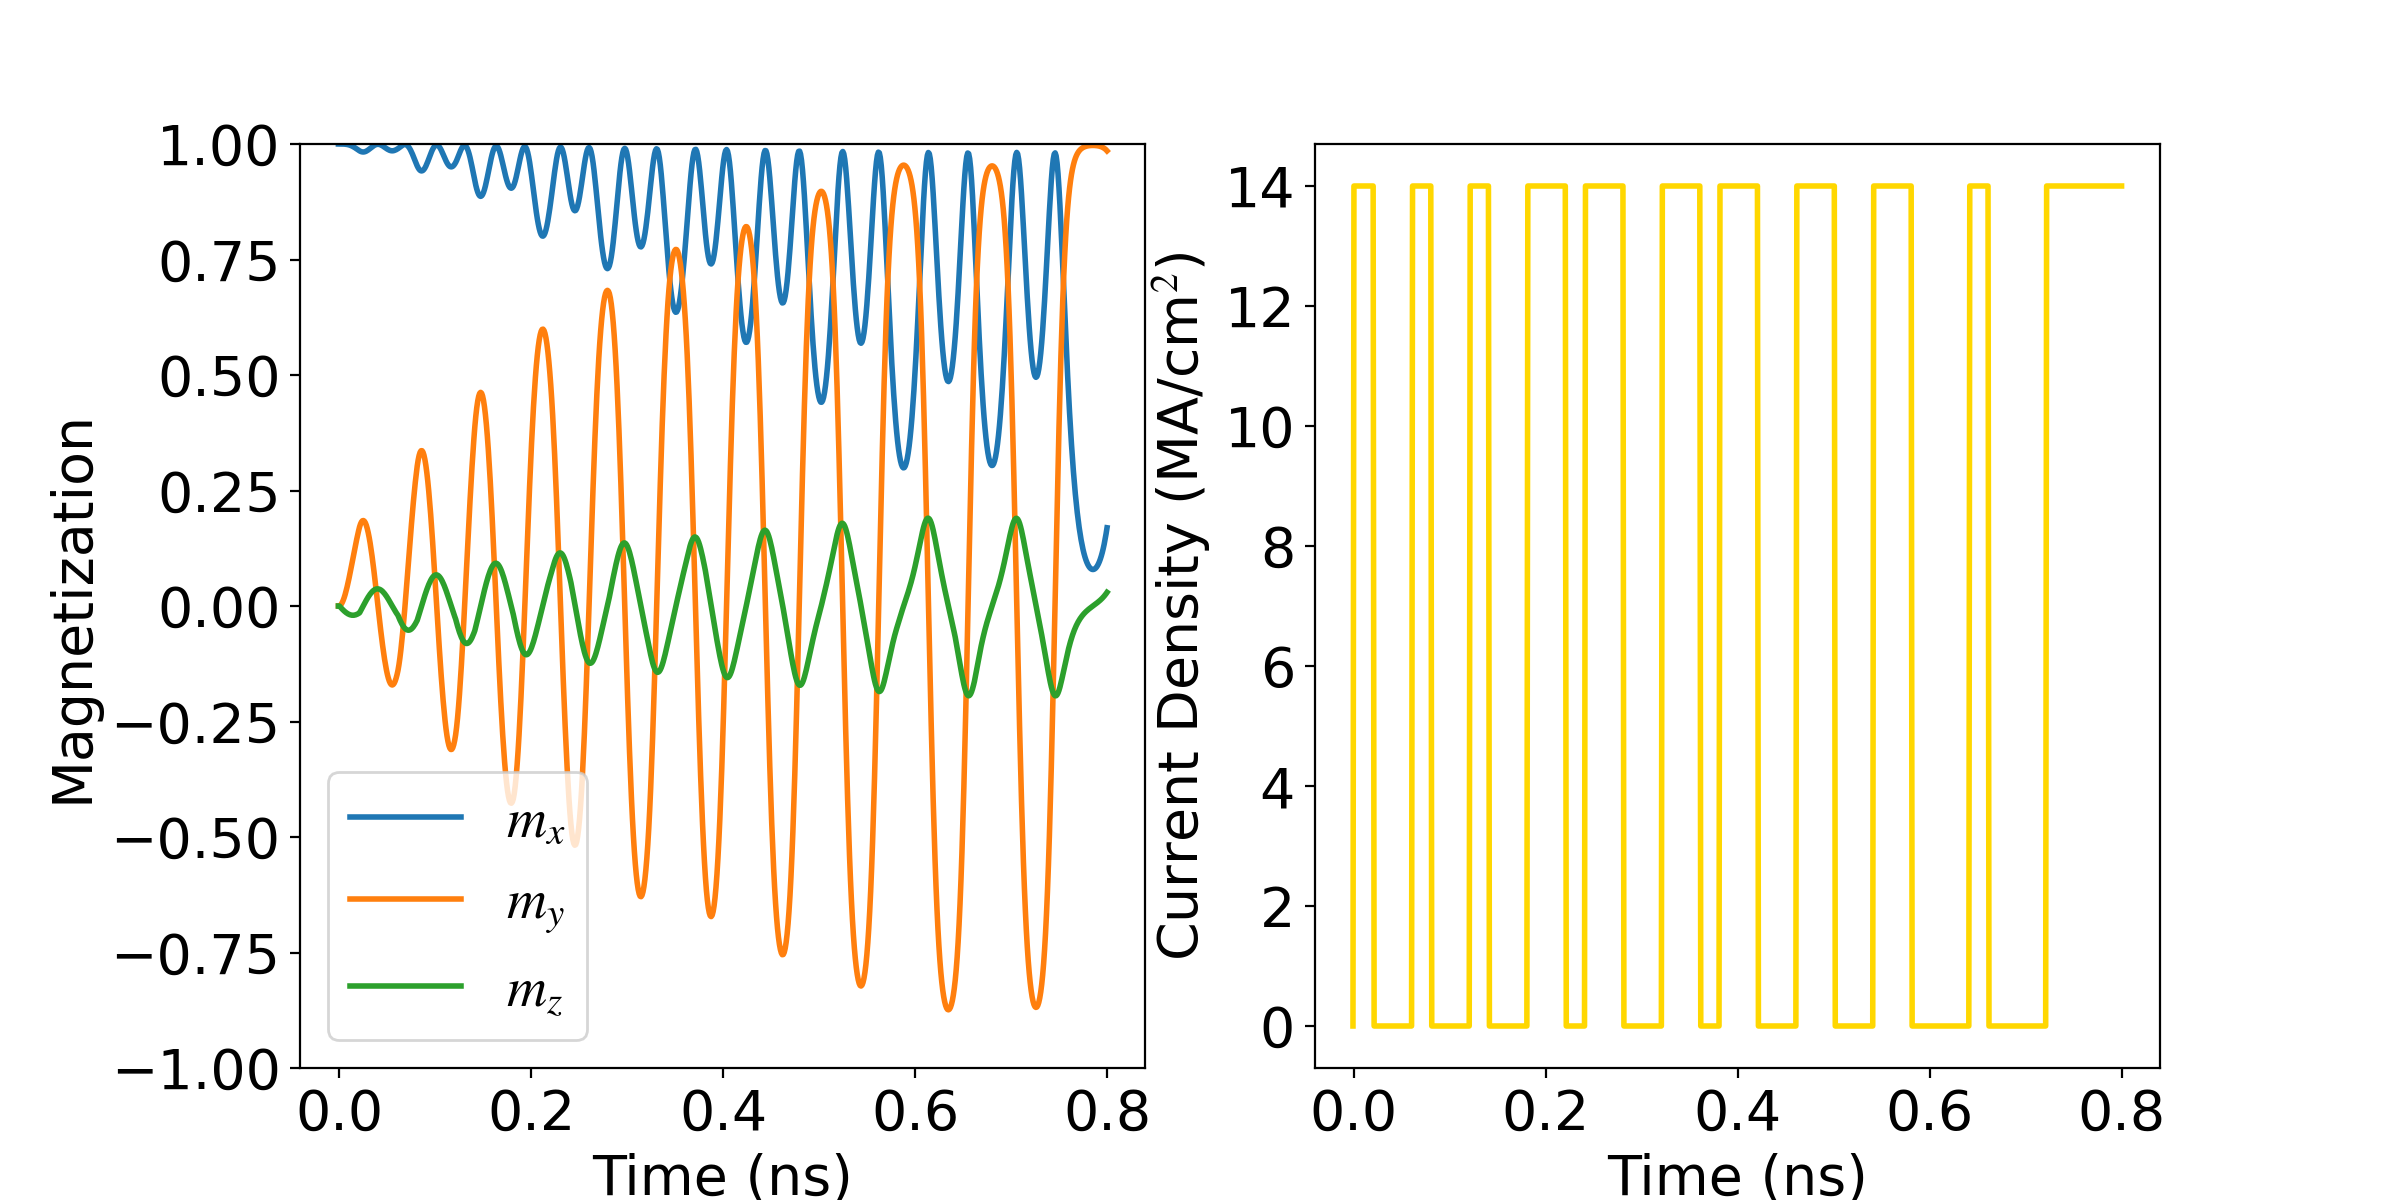 Magnetization
1.00
0.75
0.50
0.25
0.00
−0.25
−0.50
−0.75
−1.00
m_x
m_y
m_z
0.0 0.2 0.4 0.6 0.8
Time (ns)
Current Density (MA/cm²)
14
12
10
8
6
4
2
0
0.0 0.2 0.4 0.6 0.8
Time (ns)